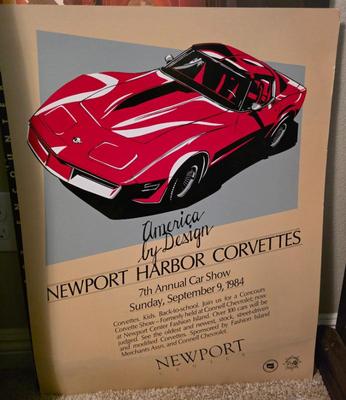 America
by Design
NEWPORT HARBOR CORVETTES
7th Annual Car Show
Sunday, September 9, 1984
Corvettes. Kids. Back-to-school. Join us for a Concours
Corvette Show – Formerly held at Connell Chevrolet; now
at Newport Center Fashion Island. Over 100 cars will be
judged. See the oldest and newest, stock, street-driven
and modified Corvettes. Sponsored by Fashion Island
Merchants Assn. and Connell Chevrolet.
NEWPORT